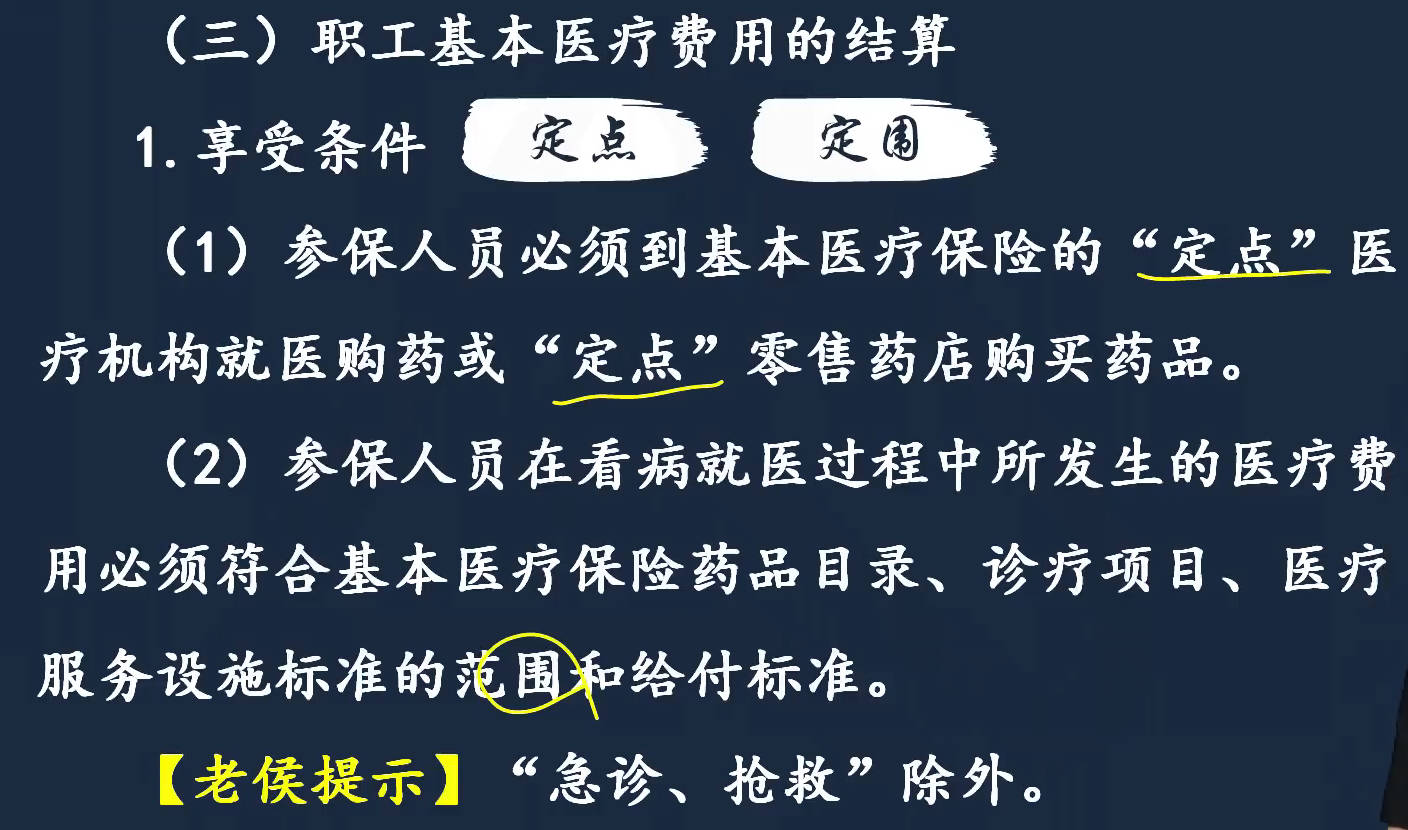 （三）职工基本医疗费用的结算
1.享受条件 定点 定围
（1）参保人员必须到基本医疗保险的“定点”医
疗机构就医购药或“定点”零售药店购买药品。
（2）参保人员在看病就医过程中所发生的医疗费
用必须符合基本医疗保险药品目录、诊疗项目、医疗
服务设施标准的范围和给付标准。
【老侯提示】“急诊、抢救”除外。